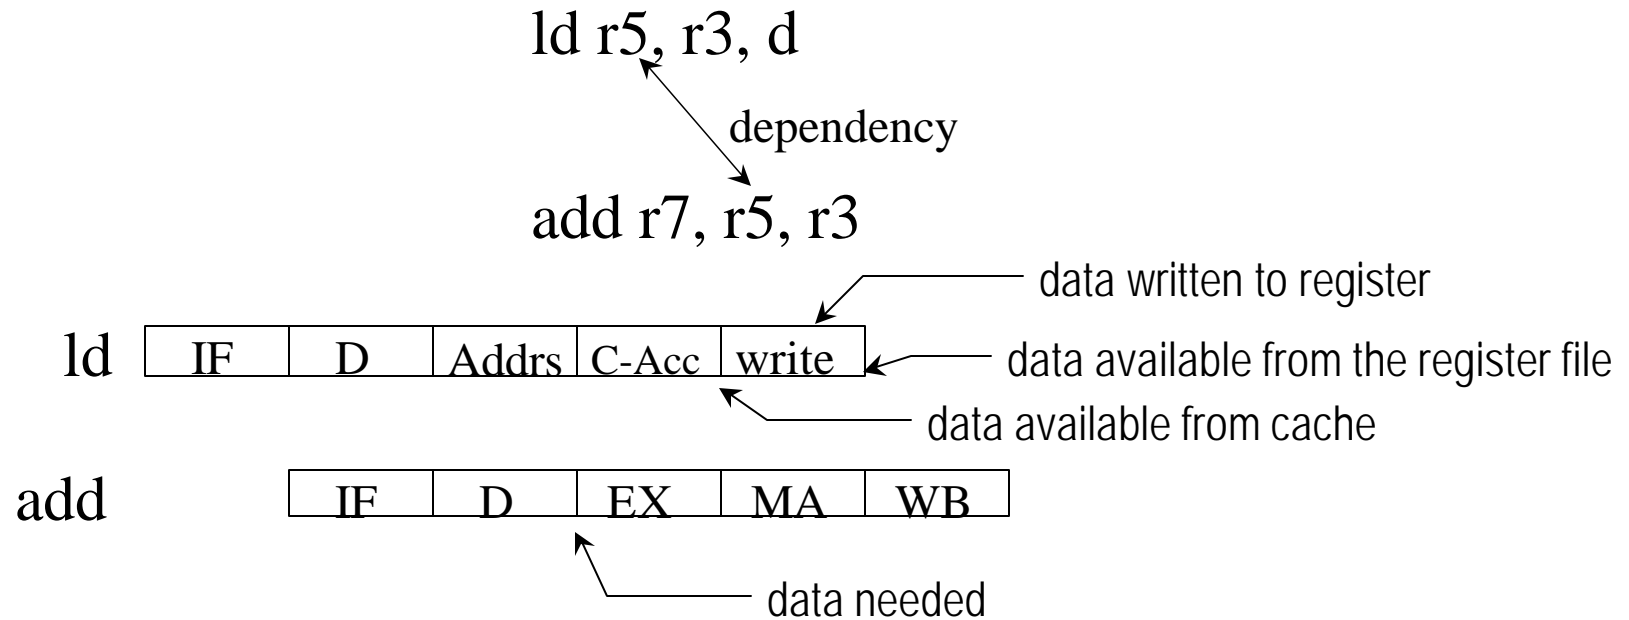 ld r5, r3, d
dependency
add r7, r5, r3
data written to register
ld IF D Addrs C-Acc write data available from the register file
data available from cache
add IF D EX MA WB
data needed